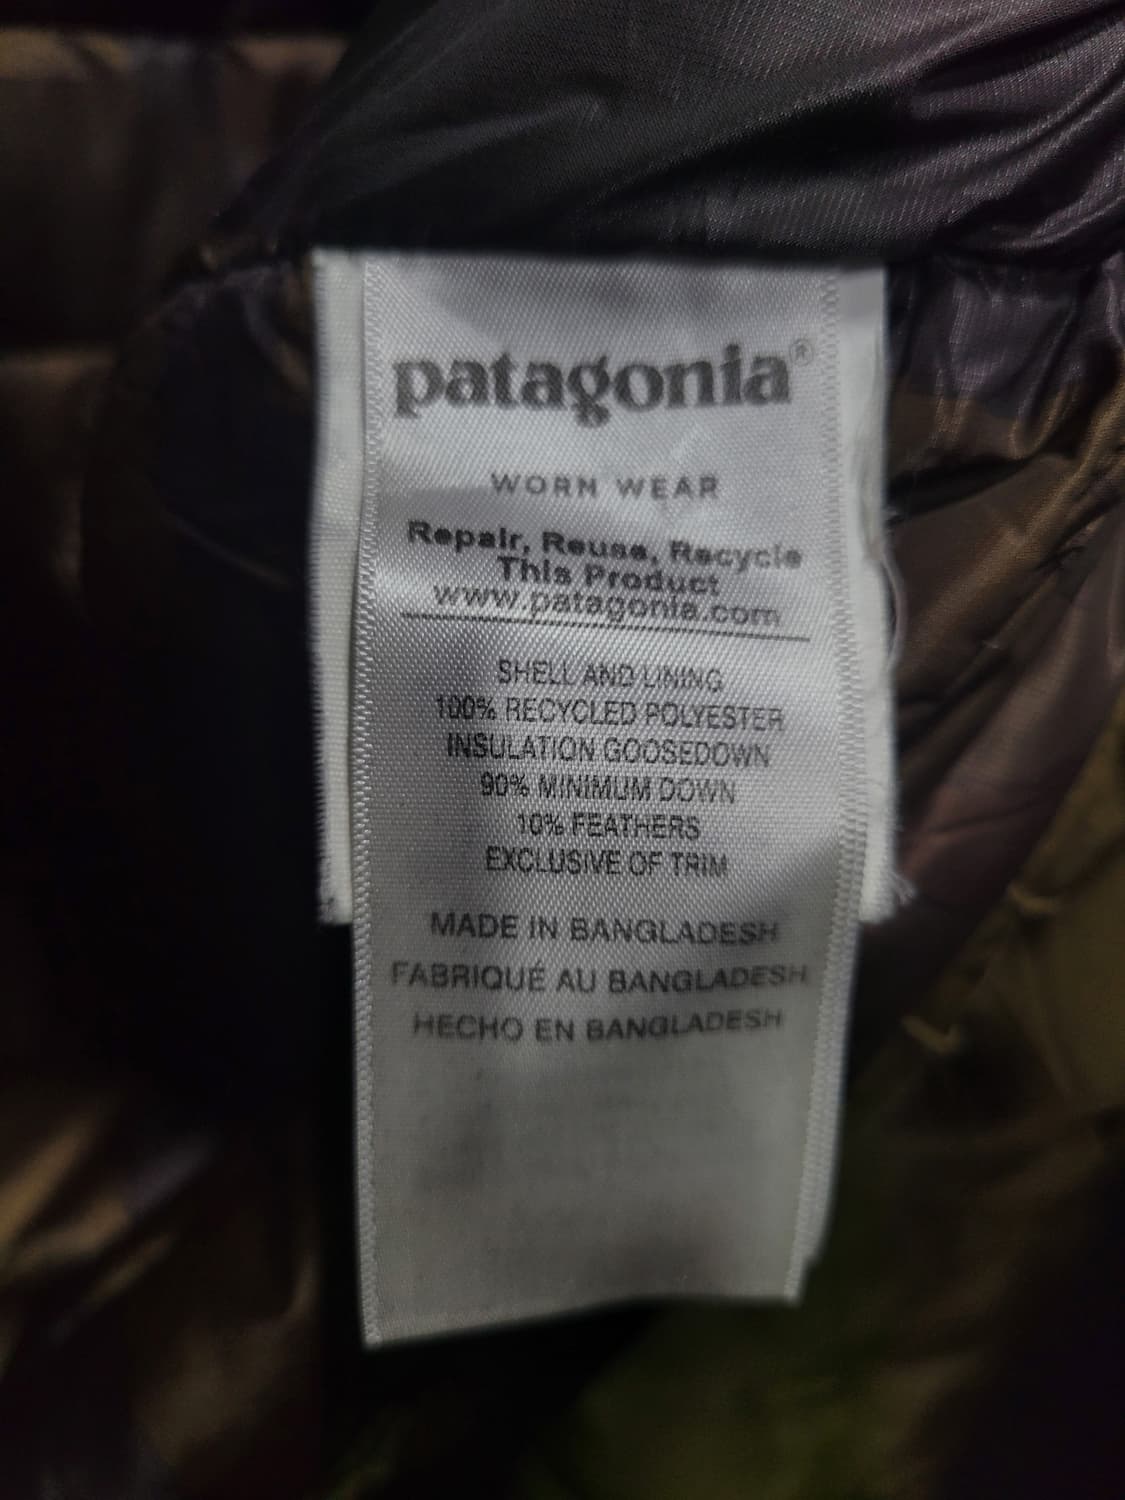 patagonia®
WORN WEAR
Repair, Reuse, Recycle
This Product
www.patagonia.com
SHELL AND LINING
100% RECYCLED POLYESTER
INSULATION GOOSEDOWN
90% MINIMUM DOWN
10% FEATHERS
EXCLUSIVE OF TRIM
MADE IN BANGLADESH
FABRIQUÉ AU BANGLADESH
HECHO EN BANGLADESH